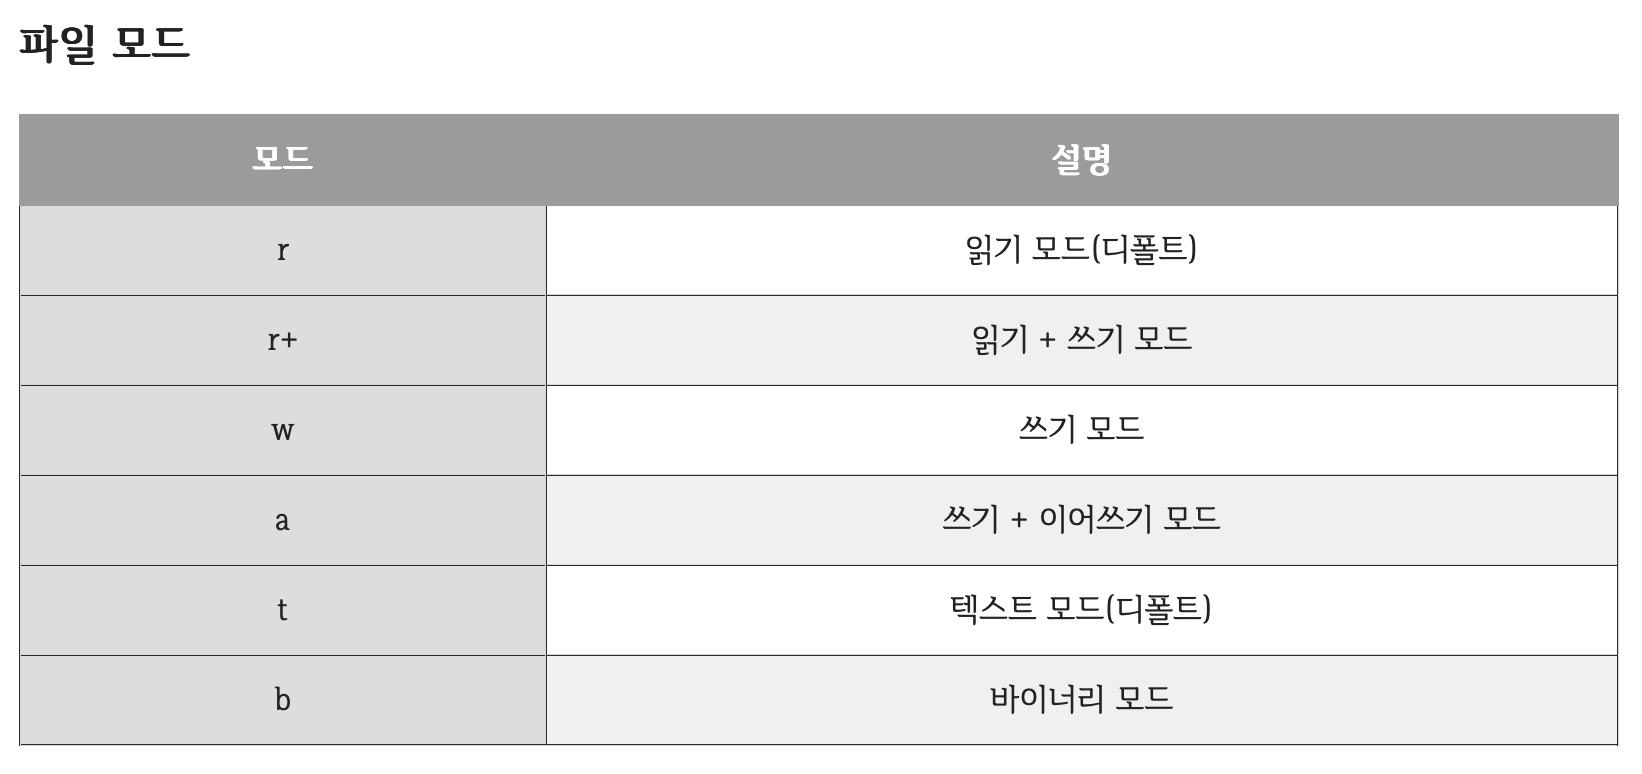 파일 모드
모드 설명
r 읽기 모드(디폴트)
r+ 읽기 + 쓰기 모드
w 쓰기 모드
a 쓰기 + 이어쓰기 모드
t 텍스트 모드(디폴트)
b 바이너리 모드